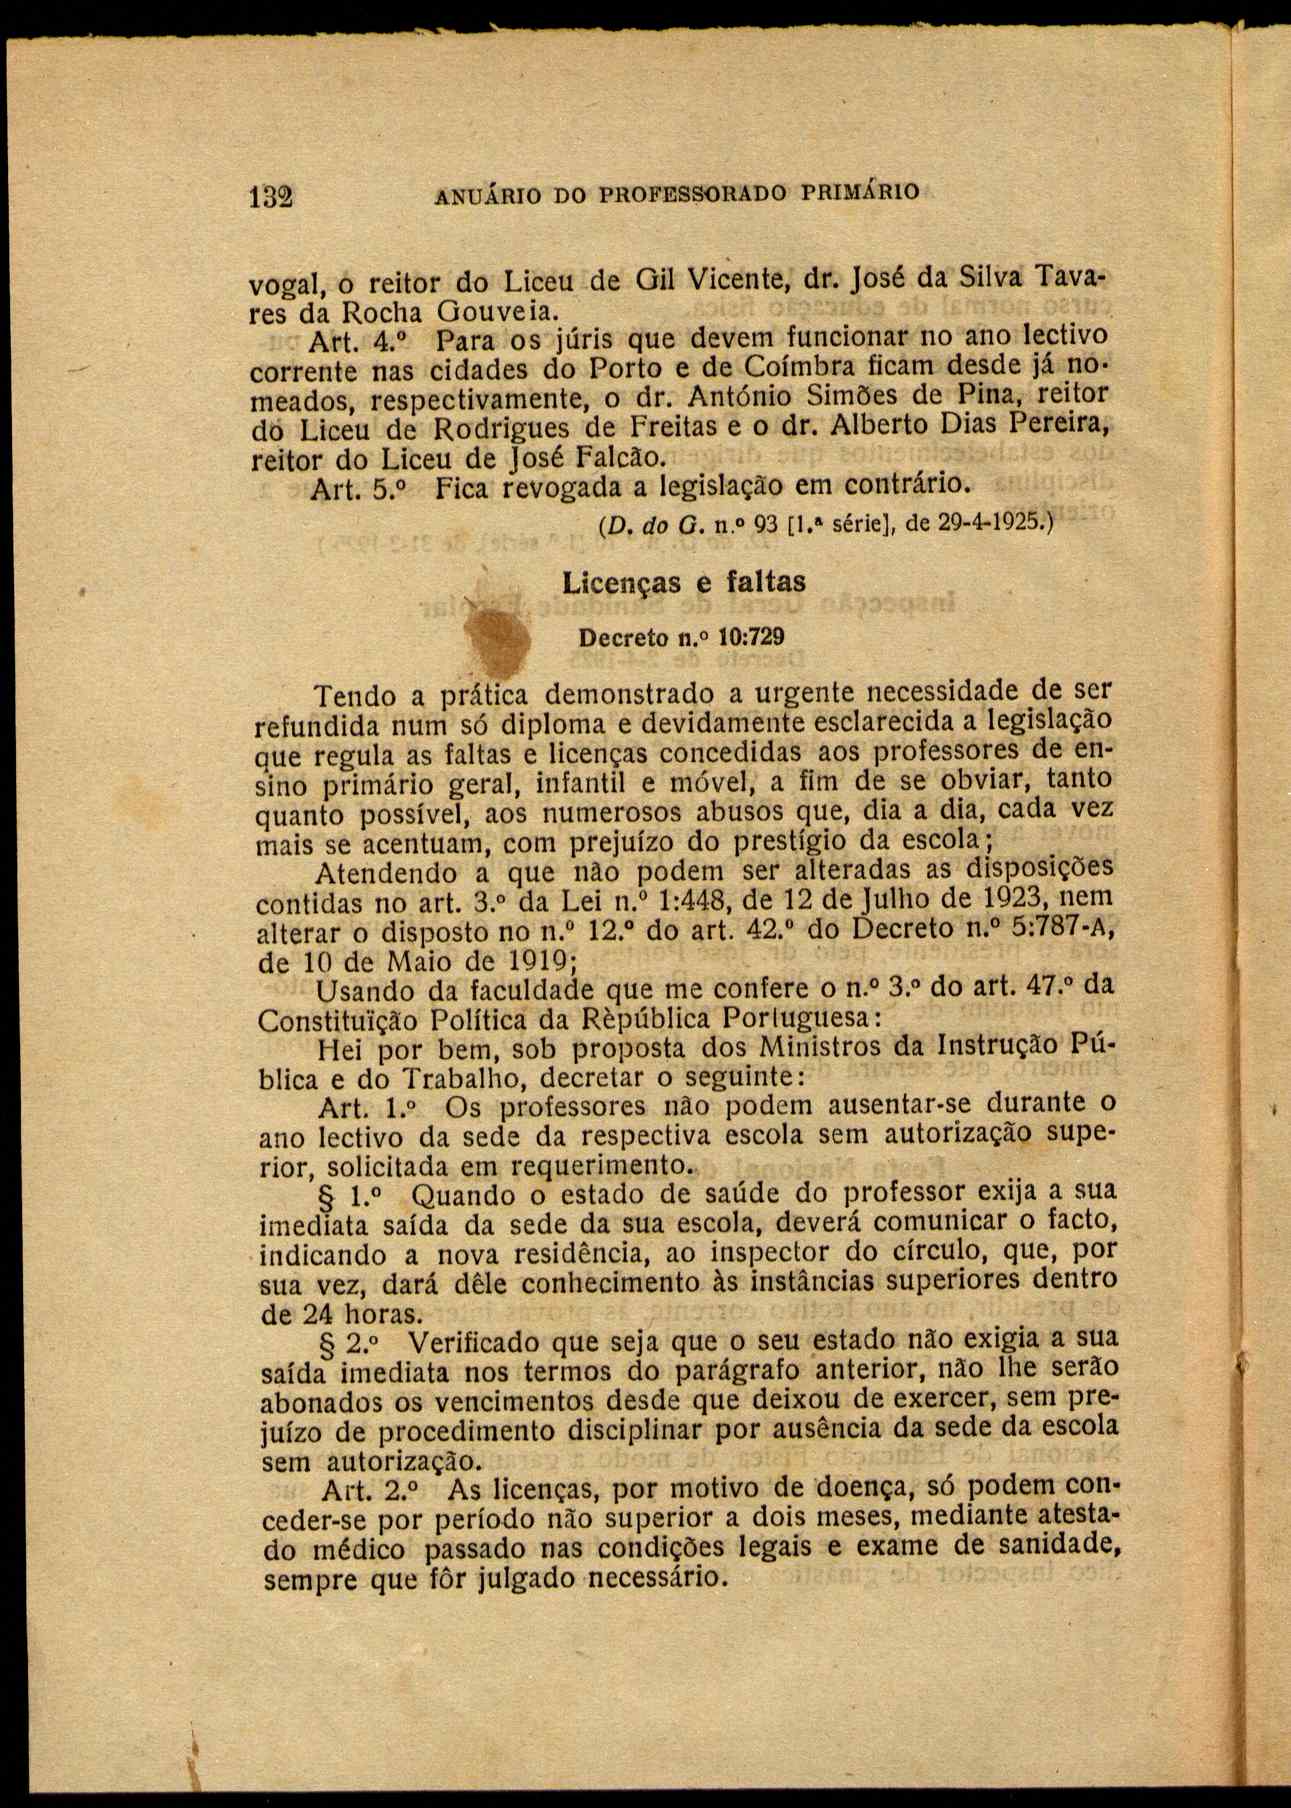 132 ANUÁRIO DO PROFESSORADO PRIMÁRIO
vogal, o reitor do Liceu de Gil Vicente, dr. José da Silva Tava-
res da Rocha Gouveia.
Art. 4.º Para os júris que devem funcionar no ano lectivo
corrente nas cidades do Porto e de Coímbra ficam desde já no-
meados, respectivamente, o dr. António Simões de Pina, reitor
do Liceu de Rodrigues de Freitas e o dr. Alberto Dias Pereira,
reitor do Liceu de José Falcão.
Art. 5.º Fica revogada a legislação em contrário.
(D. do G. n.º 93 [1.ª série], de 29-4-1925.)
Licenças e faltas
Decreto n.º 10:729
Tendo a prática demonstrado a urgente necessidade de ser
refundida num só diploma e devidamente esclarecida a legislação
que regula as faltas e licenças concedidas aos professores de en-
sino primário geral, infantil e móvel, a fim de se obviar, tanto
quanto possível, aos numerosos abusos que, dia a dia, cada vez
mais se acentuam, com prejuízo do prestígio da escola;
Atendendo a que não podem ser alteradas as disposições
contidas no art. 3.º da Lei n.º 1:448, de 12 de Julho de 1923, nem
alterar o disposto no n.º 12.º do art. 42.º do Decreto n.º 5:787-A,
de 10 de Maio de 1919;
Usando da faculdade que me confere o n.º 3.º do art. 47.º da
Constituïção Política da Rèpública Portuguesa:
Hei por bem, sob proposta dos Ministros da Instrução Pú-
blica e do Trabalho, decretar o seguinte:
Art. 1.º Os professores não podem ausentar-se durante o
ano lectivo da sede da respectiva escola sem autorização supe-
rior, solicitada em requerimento.
§ 1.º Quando o estado de saúde do professor exija a sua
imediata saída da sede da sua escola, deverá comunicar o facto,
indicando a nova residência, ao inspector do círculo, que, por
sua vez, dará dêle conhecimento às instâncias superiores dentro
de 24 horas.
§ 2.º Verificado que seja que o seu estado não exigia a sua
saída imediata nos termos do parágrafo anterior, não lhe serão
abonados os vencimentos desde que deixou de exercer, sem pre-
juízo de procedimento disciplinar por ausência da sede da escola
sem autorização.
Art. 2.º As licenças, por motivo de doença, só podem con-
ceder-se por período não superior a dois meses, mediante atesta-
do médico passado nas condições legais e exame de sanidade,
sempre que fôr julgado necessário.